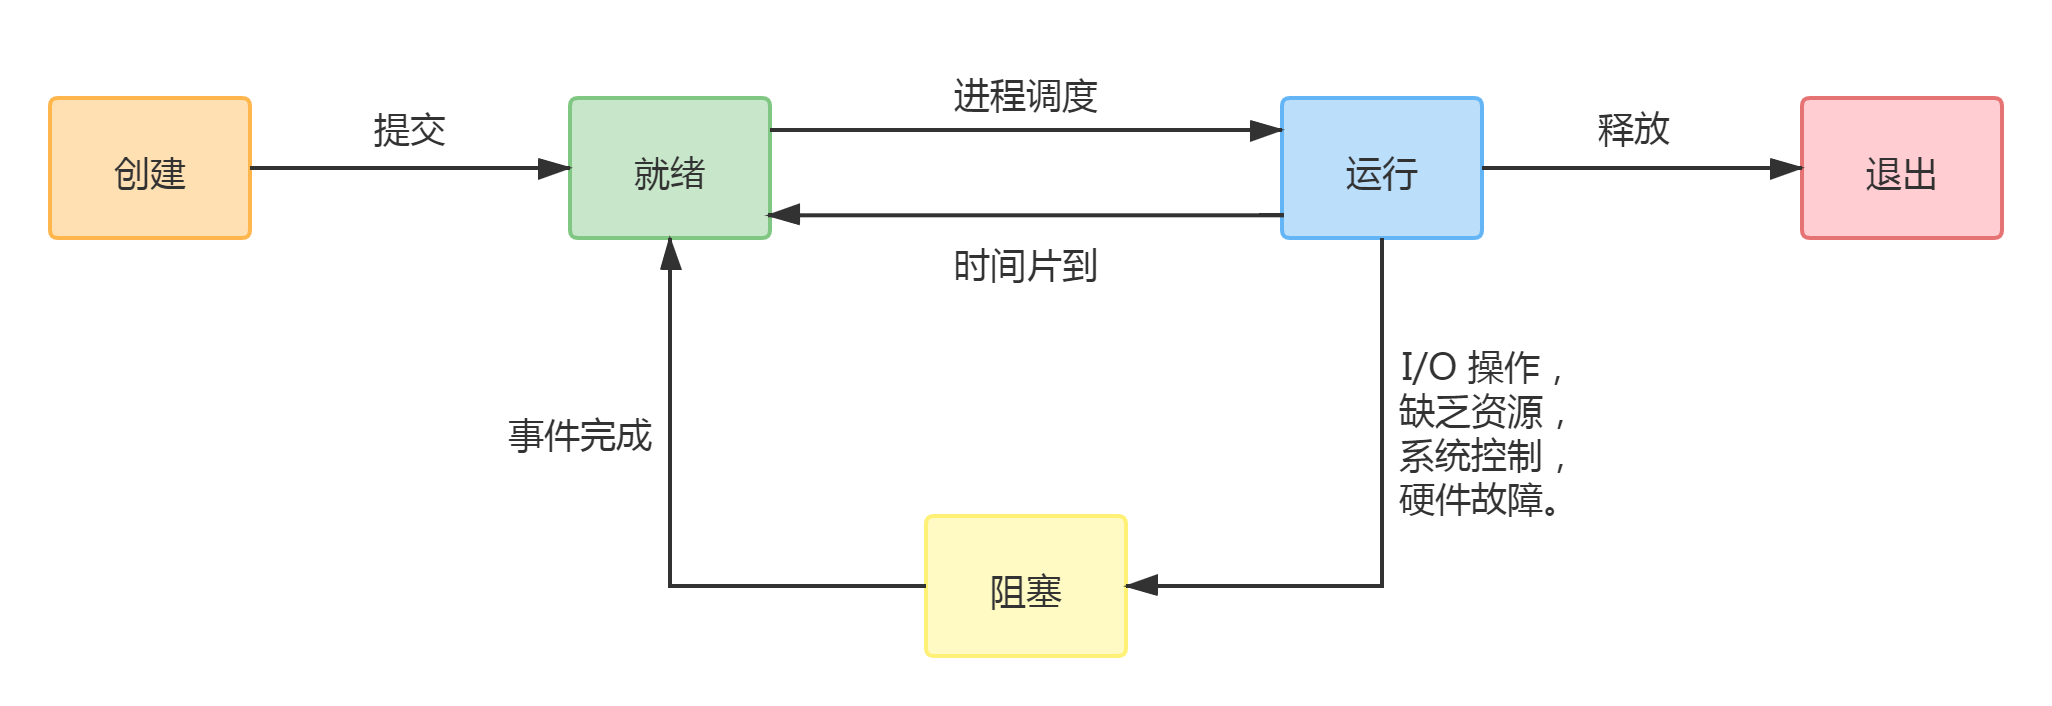 进程调度
提交
释放
创建
就绪
运行
退出
时间片到
I/O 操作，
缺乏资源，
系统控制，
硬件故障。
事件完成
阻塞